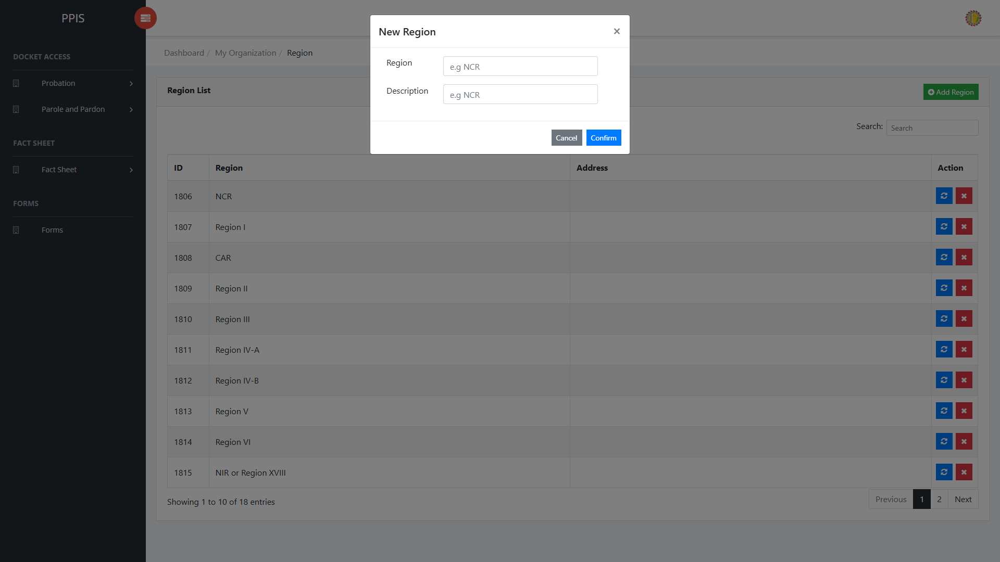 PPIS
DOCKET ACCESS
Probation
Parole and Pardon
FACT SHEET
Fact Sheet
FORMS
Forms
New Region
×
Region
e.g NCR
Description
e.g NCR
Cancel Confirm
Dashboard / My Organization / Region
Region List
Add Region
Search: Search
ID Region Address Action
1806 NCR
1807 Region I
1808 CAR
1809 Region II
1810 Region III
1811 Region IV-A
1812 Region IV-B
1813 Region V
1814 Region VI
1815 NIR or Region XVIII
Showing 1 to 10 of 18 entries
Previous 1 2 Next